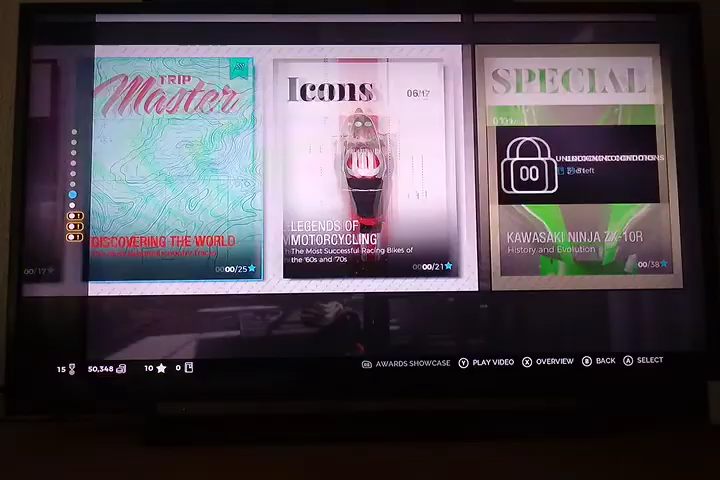 TRIP
Master
DISCOVERING THE WORLD
00/25
00/17
Icons
06/17
LEGENDS OF
MOTORCYCLING
The Most Successful Racing Bikes of
the '60s and '70s
00/21
SPECIAL
00
KAWASAKI NINJA ZX-10R
History and Evolution
00/38
15
50,348
10
0
AWARDS SHOWCASE
Y PLAY VIDEO
X OVERVIEW
B BACK
A SELECT